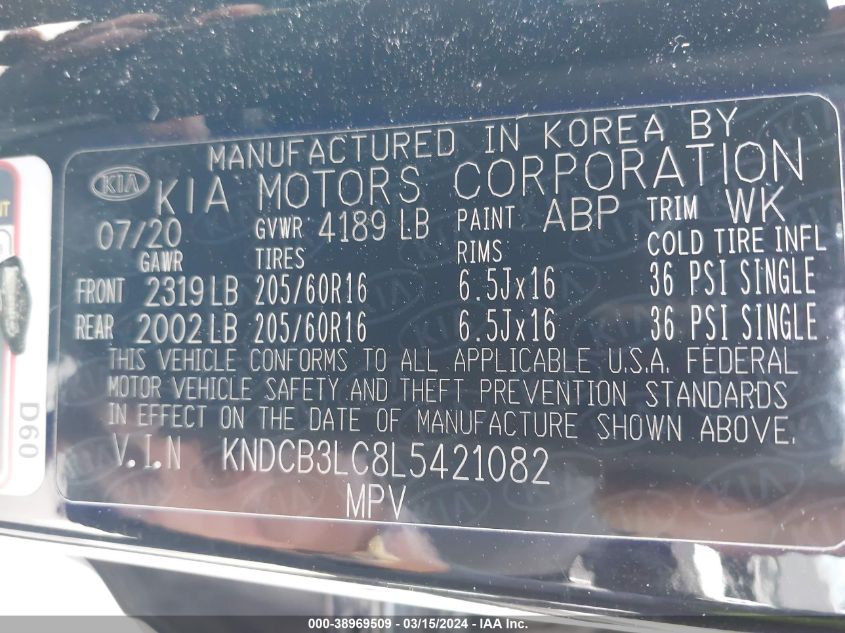 MANUFACTURED IN KOREA BY
KIA KIA MOTORS CORPORATION
07/20 GVWR 4189 LB PAINT ABP TRIM WK
GAWR TIRES RIMS COLD TIRE INFL
FRONT 2319 LB 205/60R16 6.5Jx16 36 PSI SINGLE
REAR 2002 LB 205/60R16 6.5Jx16 36 PSI SINGLE
THIS VEHICLE CONFORMS TO ALL APPLICABLE U.S.A. FEDERAL
MOTOR VEHICLE SAFETY AND THEFT PREVENTION STANDARDS
IN EFFECT ON THE DATE OF MANUFACTURE SHOWN ABOVE.
V.I.N KNDCB3LC8L5421082
MPV
D60
000-38969509 - 03/15/2024 - IAA Inc.